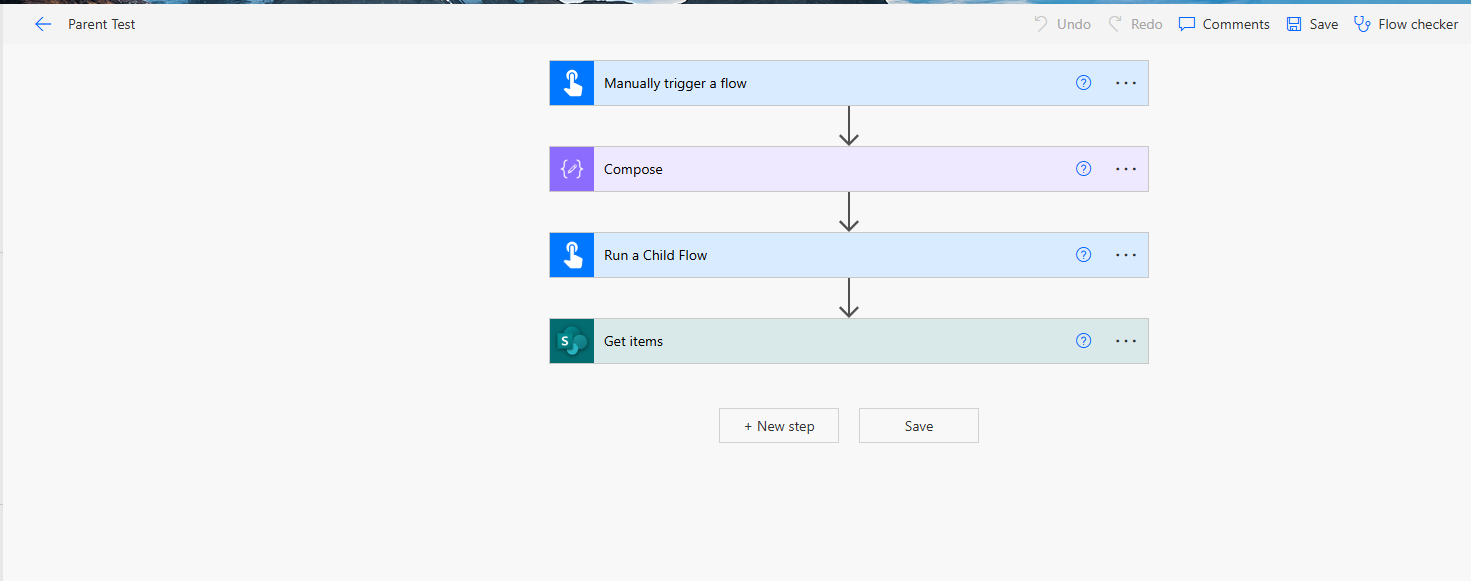 Parent Test
Undo Redo Comments Save Flow checker
Manually trigger a flow
Compose
Run a Child Flow
S
Get items
+ New step Save